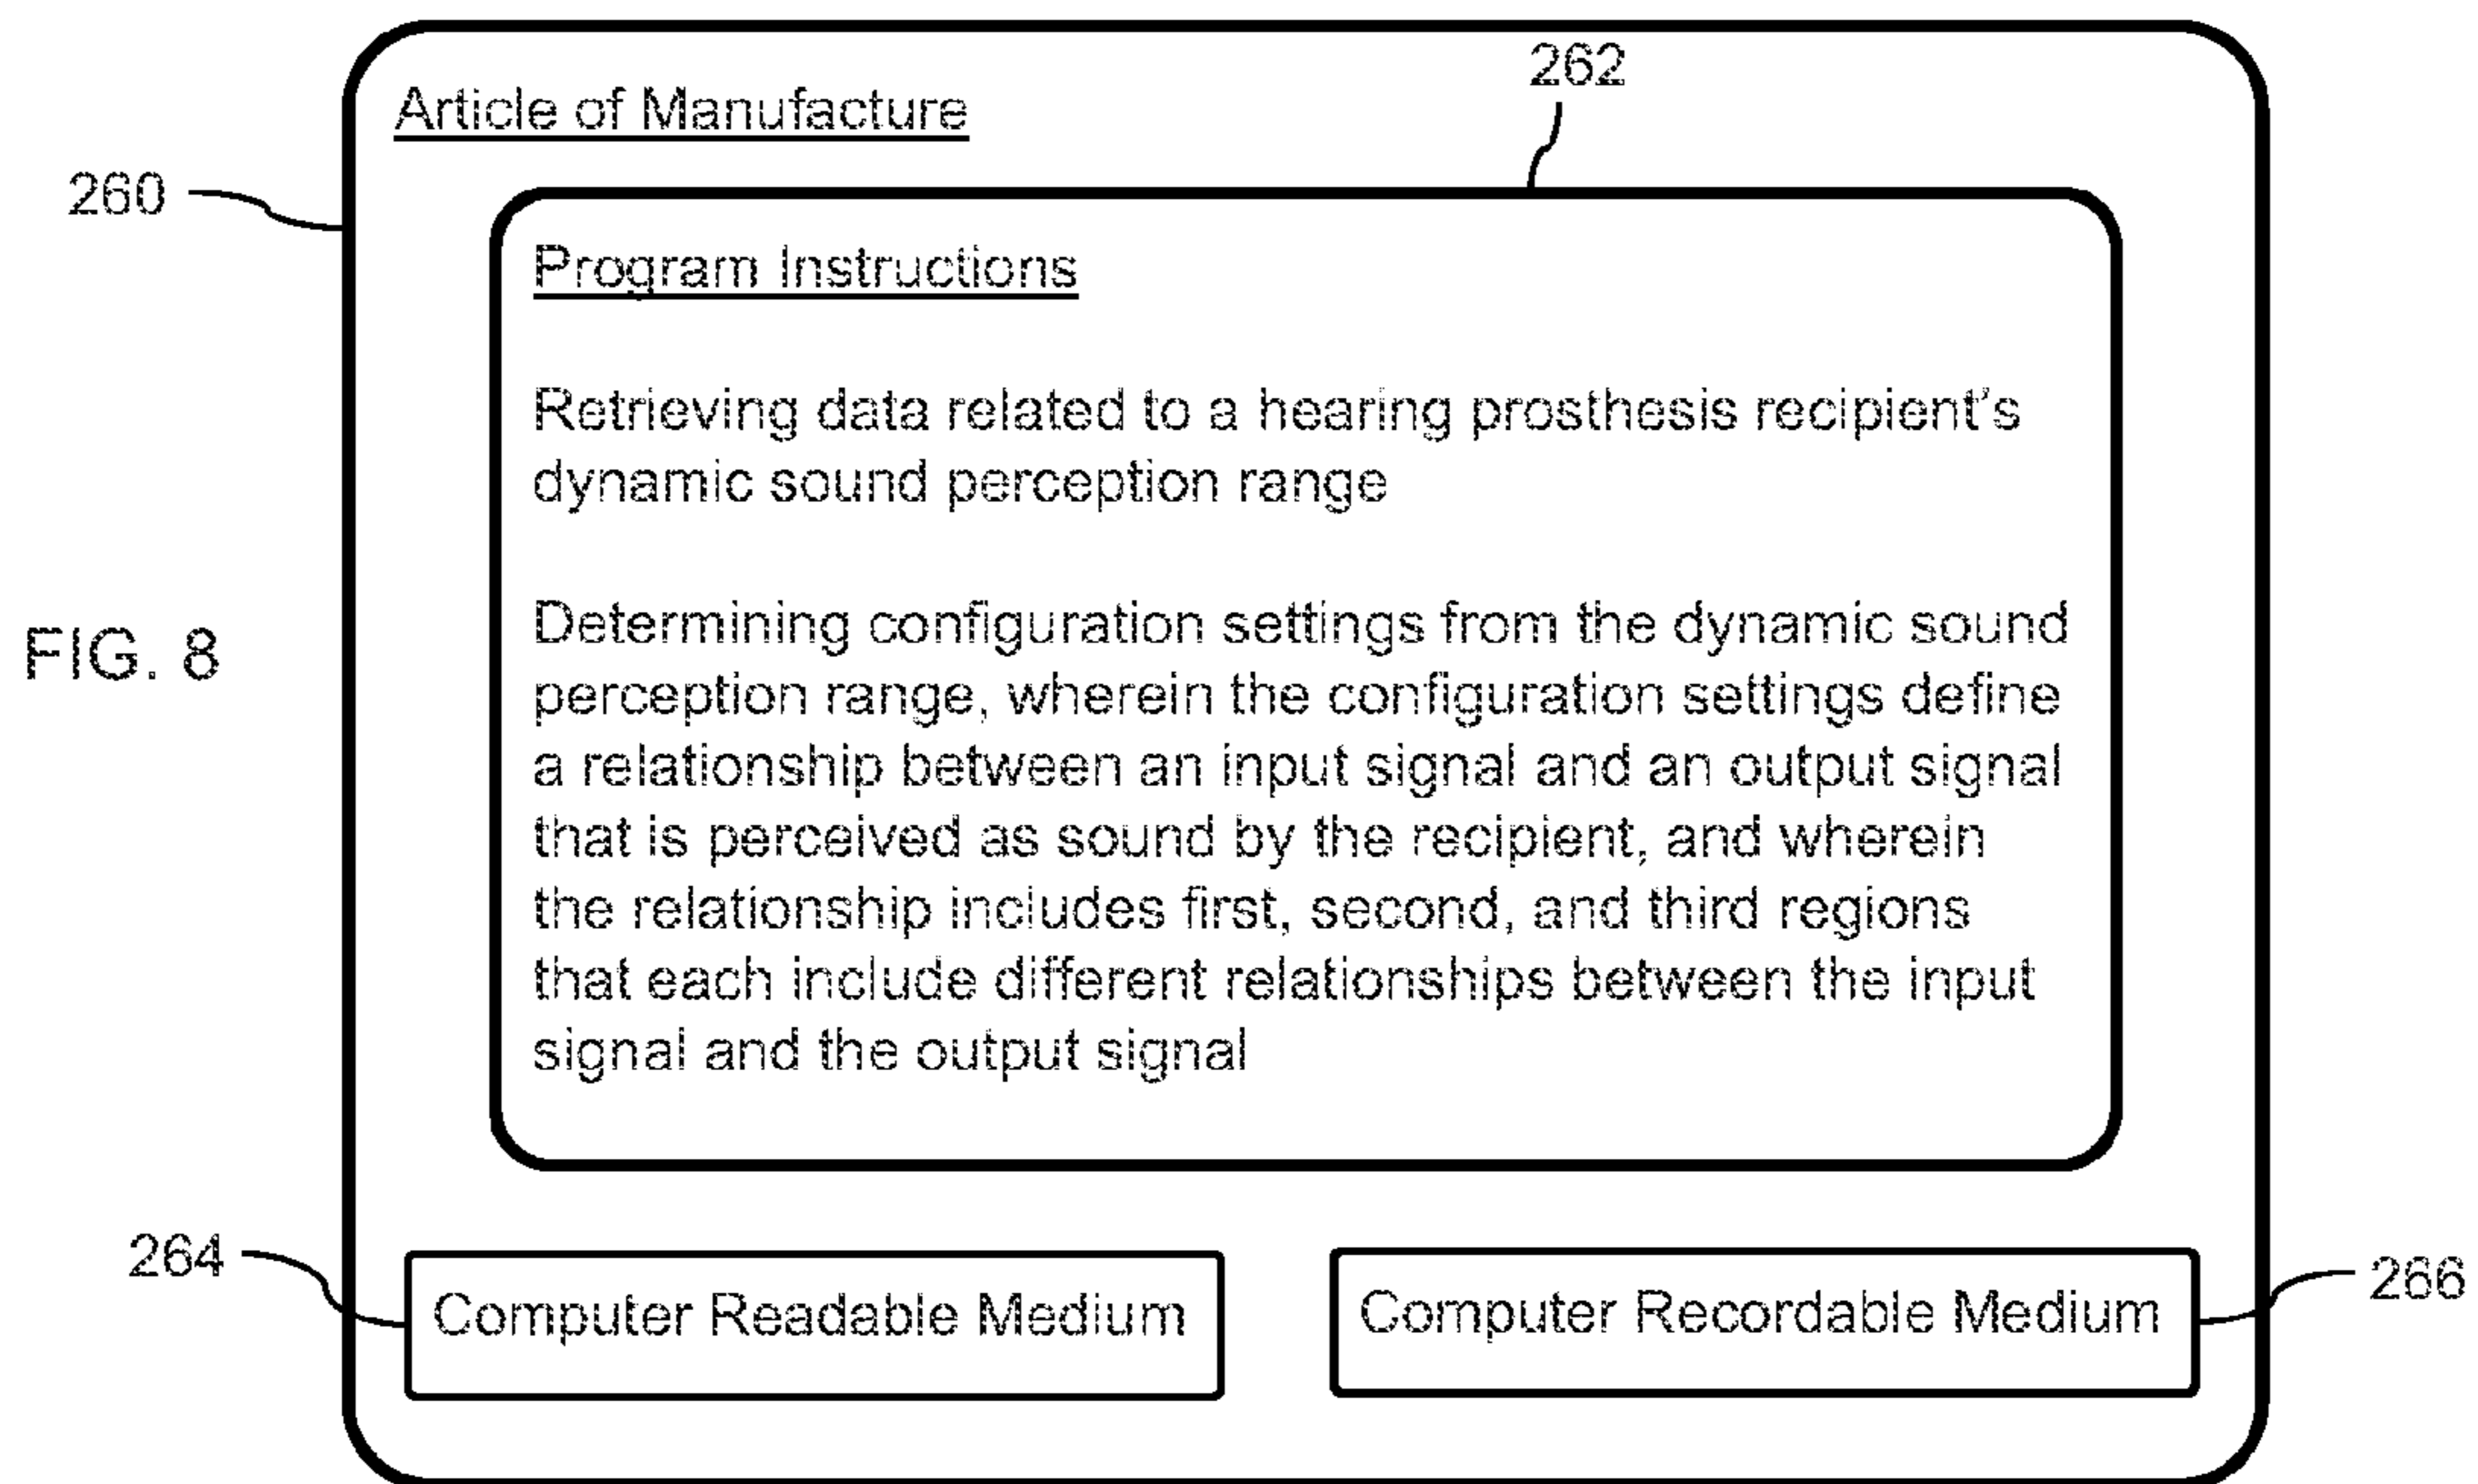 262
Article of Manufacture
260
Program Instructions
Retrieving data related to a hearing prosthesis recipient's
dynamic sound perception range
Determining configuration settings from the dynamic sound
perception range, wherein the configuration settings define
a relationship between an input signal and an output signal
that is perceived as sound by the recipient, and wherein
the relationship includes first, second, and third regions
that each include different relationships between the input
signal and the output signal
FIG. 8
264
Computer Readable Medium
Computer Recordable Medium
266